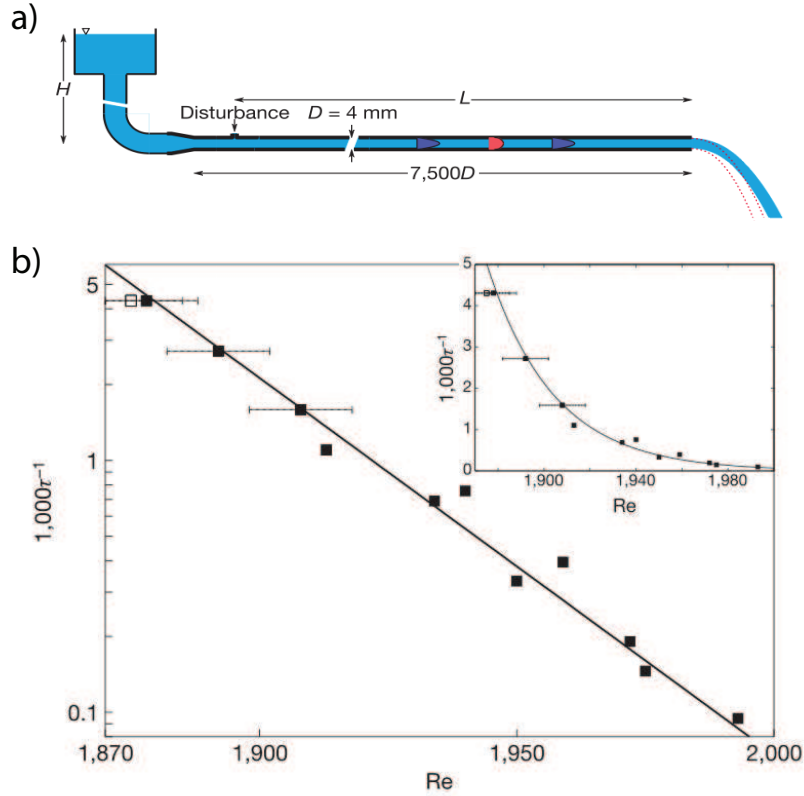 a)
H
Disturbance D = 4 mm
L
7,500D
b)
1,000τ⁻¹
5
1
0.1
1,870
1,900
1,950
2,000
Re
1,000τ⁻¹
5
4
3
2
1
0
1,900
1,940
1,980
Re